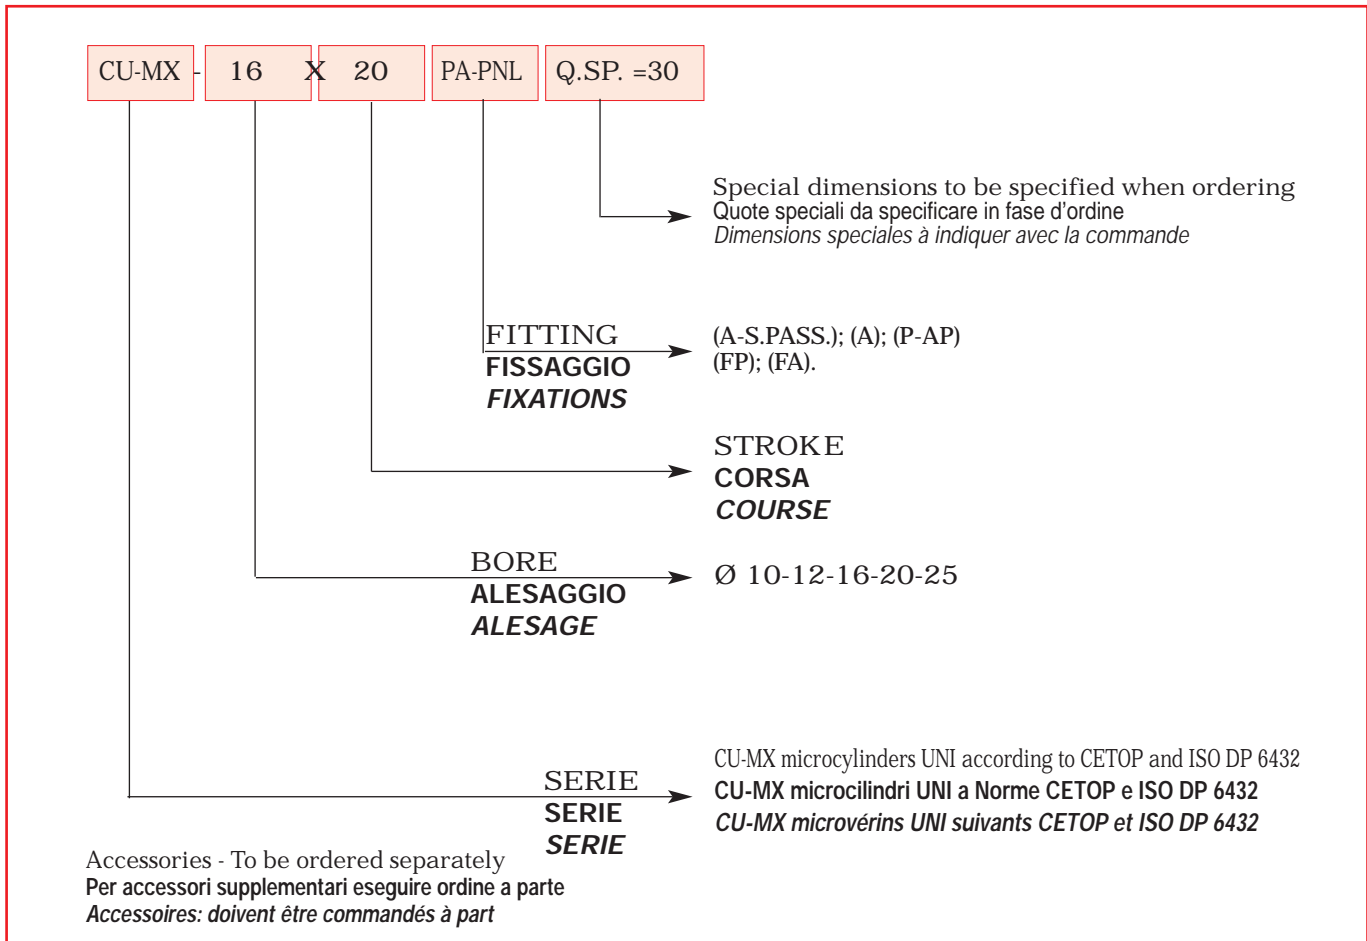 CU-MX - 16 X 20 PA-PNL Q.SP. =30
Special dimensions to be specified when ordering
Quote speciali da specificare in fase d'ordine
Dimensions speciales à indiquer avec la commande
FITTING
FISSAGGIO
FIXATIONS
(A-S.PASS.); (A); (P-AP)
(FP); (FA).
STROKE
CORSA
COURSE
BORE
ALESAGGIO
ALESAGE
Ø 10-12-16-20-25
SERIE
SERIE
SERIE
CU-MX microcylinders UNI according to CETOP and ISO DP 6432
CU-MX microcilindri UNI a Norme CETOP e ISO DP 6432
CU-MX microvérins UNI suivants CETOP et ISO DP 6432
Accessories - To be ordered separately
Per accessori supplementari eseguire ordine a parte
Accessoires: doivent être commandés à part